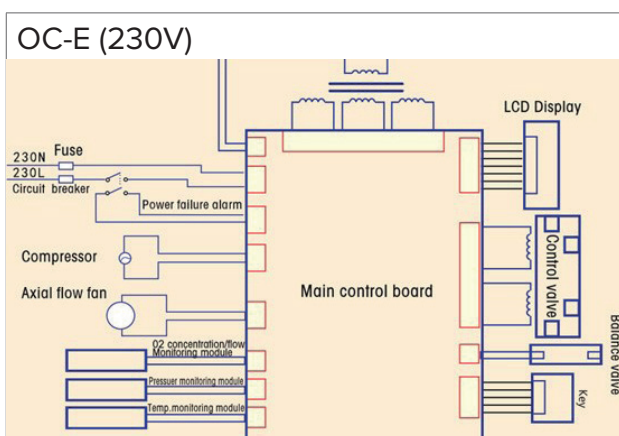 OC-E (230V)
LCD Display
Fuse
230N
230L
Circuit breaker
Power failure alarm
Compressor
Control valve
Main control board
Axial flow fan
Balance valve
O2 concentration/flow
Monitoring module
Pressuer monitoring module
Key
Temp.monitoring module